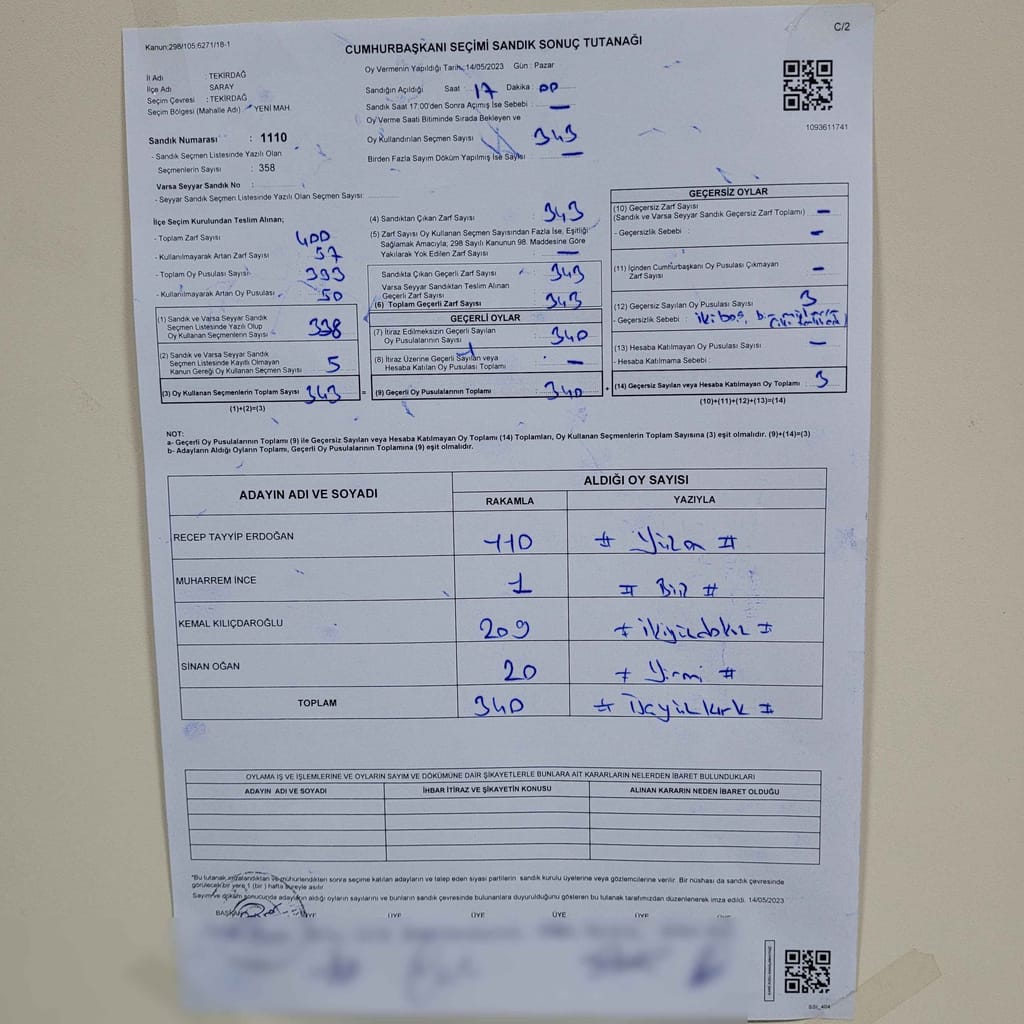 C/2
Kanun:298/105;6271/18-1
CUMHURBAŞKANI SEÇİMİ SANDIK SONUÇ TUTANAĞI
İl Adı : TEKİRDAĞ
İlçe Adı SARAY
Seçim Çevresi : TEKİRDAĞ
Seçim Bölgesi (Mahalle Adı) YENİ MAH.
Sandık Numarası : 1110
- Sandık Seçmen Listesinde Yazılı Olan
Seçmenlerin Sayısı : 358
Varsa Seyyar Sandık No :
- Seyyar Sandık Seçmen Listesinde Yazılı Olan Seçmen Sayısı:
Oy Vermenin Yapıldığı Tarih: 14/05/2023 Gün : Pazar
Sandığın Açıldığı Saat 17 Dakika 00
Sandık Saat 17:00'den Sonra Açımış İse Sebebi : —
Oy Verme Saati Bitiminde Sırada Bekleyen ve
Oy Kullandırılan Seçmen Sayısı 343
Birden Fazla Sayım Döküm Yapılmış İse Sayısı —
1093611741
İlçe Seçim Kurulundan Teslim Alınan;
- Toplam Zarf Sayısı 400
- Kullanılmayarak Artan Zarf Sayısı 57
- Toplam Oy Pusulası Sayısı 393
- Kullanılmayarak Artan Oy Pusulası 50
(1) Sandık ve Varsa Seyyar Sandık
Seçmen Listesinde Yazılı Olup
Oy Kullanan Seçmenlerin Sayısı 338
(2) Sandık ve Varsa Seyyar Sandık
Seçmen Listesinde Kayıtlı Olmayan
Kanun Gereği Oy Kullanan Seçmen Sayısı 5
(3) Oy Kullanan Seçmenlerin Toplam Sayısı 343 =
(1)+(2)=(3)
(4) Sandıktan Çıkan Zarf Sayısı 343
(5) Zarf Sayısı Oy Kullanan Seçmen Sayısından Fazla İse, Eşitliği
Sağlamak Amacıyla; 298 Sayılı Kanunun 98. Maddesine Göre
Yakılarak Yok Edilen Zarf Sayısı —
Sandıkta Çıkan Geçerli Zarf Sayısı 343
Varsa Seyyar Sandıktan Teslim Alınan
Geçerli Zarf Sayısı
(6) Toplam Geçerli Zarf Sayısı 343
GEÇERLİ OYLAR
(7) İtiraz Edilmeksizin Geçerli Sayılan
Oy Pusulalarının Sayısı 340
(8) İtiraz Üzerine Geçerli Sayılan veya
Hesaba Katılan Oy Pusulası Toplamı : —
(9) Geçerli Oy Pusulalarının Toplamı 340 +
GEÇERSİZ OYLAR
(10) Geçersiz Zarf Sayısı
(Sandık ve Varsa Seyyar Sandık Geçersiz Zarf Toplamı) —
- Geçersizlik Sebebi : —
(11) İçinden Cumhurbaşkanı Oy Pusulası Çıkmayan
Zarf Sayısı —
(12) Geçersiz Sayılan Oy Pusulası Sayısı 3
- Geçersizlik Sebebi : iki boş,
(13) Hesaba Katılmayan Oy Pusulası Sayısı —
- Hesaba Katılmama Sebebi :
(14) Geçersiz Sayılan veya Hesaba Katılmayan Oy Toplamı 3
(10)+(11)+(12)+(13)=(14)
NOT:
a- Geçerli Oy Pusulalarının Toplamı (9) ile Geçersiz Sayılan veya Hesaba Katılmayan Oy Toplamı (14) Toplamları, Oy Kullanan Seçmenlerin Toplam Sayısına (3) eşit olmalıdır. (9)+(14)=(3)
b- Adayların Aldığı Oyların Toplamı, Geçerli Oy Pusulalarının Toplamına (9) eşit olmalıdır.
ADAYIN ADI VE SOYADI ALDIĞI OY SAYISI
RAKAMLA YAZIYLA
RECEP TAYYİP ERDOĞAN 110 # Yüzon #
MUHARREM İNCE 1 # Bir #
KEMAL KILIÇDAROĞLU 209 # ikiyüzdokuz #
SİNAN OĞAN 20 # Yirmi #
TOPLAM 340 # Üçyüzkırk #
OYLAMA İŞ VE İŞLEMLERİNE VE OYLARIN SAYIM VE DÖKÜMÜNE DAİR ŞİKAYETLERLE BUNLARA AİT KARARLARIN NELERDEN İBARET BULUNDUKLARI
ADAYIN ADI VE SOYADI İHBAR İTİRAZ VE ŞİKAYETİN KONUSU ALINAN KARARIN NEDEN İBARET OLDUĞU
*Bu tutanak imzalandıktan ve mühürlendikten sonra seçime katılan adayların ve talep eden siyasi partilerin sandık kurulu üyelerine veya gözlemcilerine verilir. Bir nüshası da sandık çevresinde
görülecek bir yere 1 (bir) hafta süreyle asılır
Sayım ve döküm sonucunda adayların aldığı oyların sayılarını ve bunların sandık çevresinde bulunanlara duyurulduğunu gösteren bu tutanak tarafımızdan düzenlenerek imza edildi. 14/05/2023
BAŞKAN ÜYE ÜYE ÜYE ÜYE ÜYE ÜYE